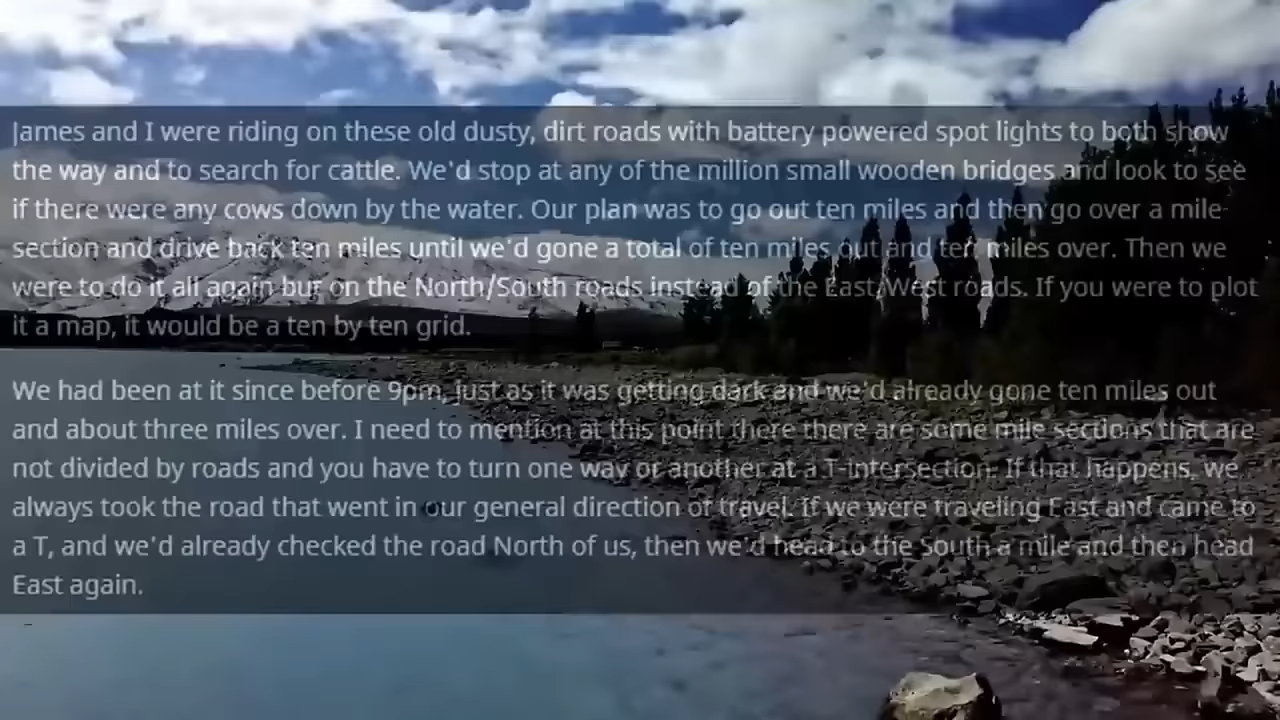 James and I were riding on these old dusty, dirt roads with battery powered spot lights to both show
the way and to search for cattle. We'd stop at any of the million small wooden bridges and look to see
if there were any cows down by the water. Our plan was to go out ten miles and then go over a mile-
section and drive back ten miles until we'd gone a total of ten miles out and ten miles over. Then we
were to do it all again but on the North/South roads instead of the East/West roads. If you were to plot
it a map, it would be a ten by ten grid.
We had been at it since before 9pm, just as it was getting dark and we'd already gone ten miles out
and about three miles over. I need to mention at this point there there are some mile sections that are
not divided by roads and you have to turn one way or another at a T-intersection. If that happens, we
always took the road that went in our general direction of travel. If we were traveling East and came to
a T, and we'd already checked the road North of us, then we'd head to the South a mile and then head
East again.